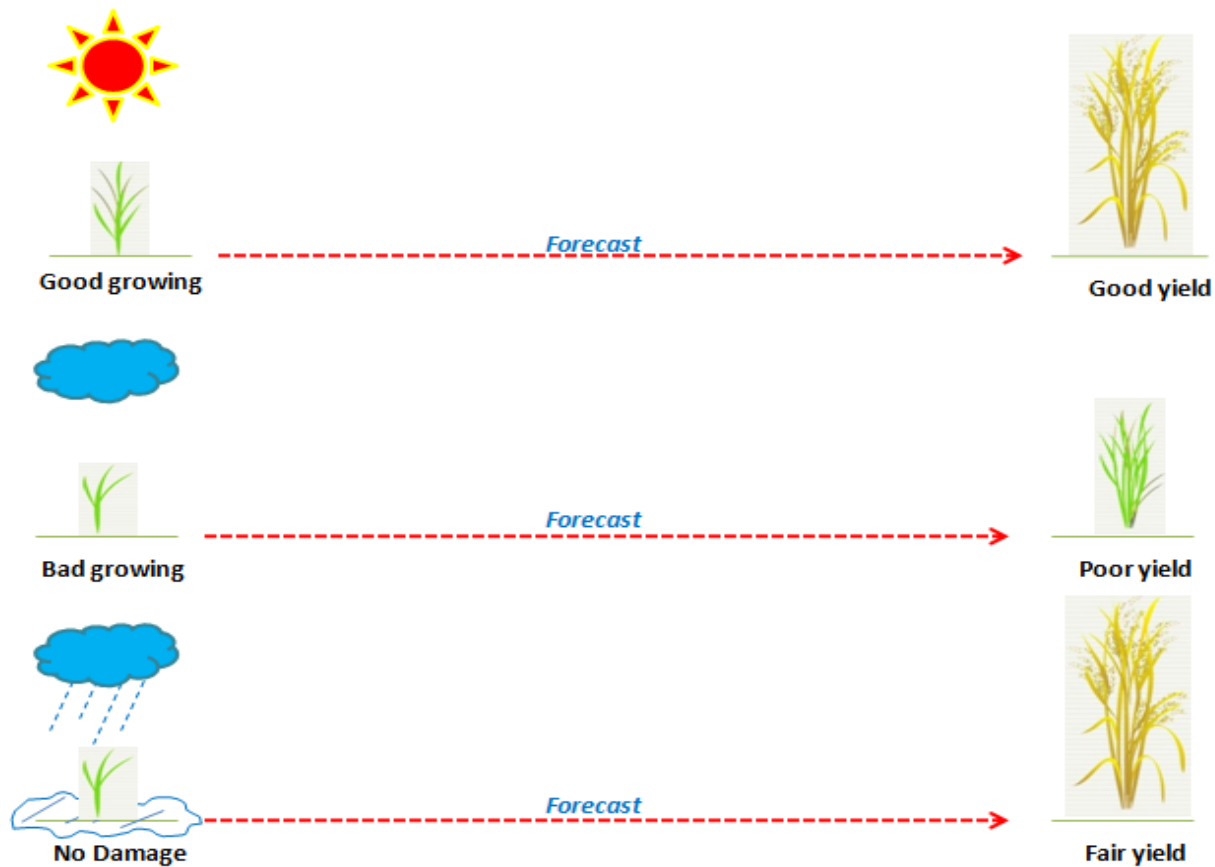 Forecast
Good growing
Good yield
Forecast
Bad growing
Poor yield
Forecast
No Damage
Fair yield